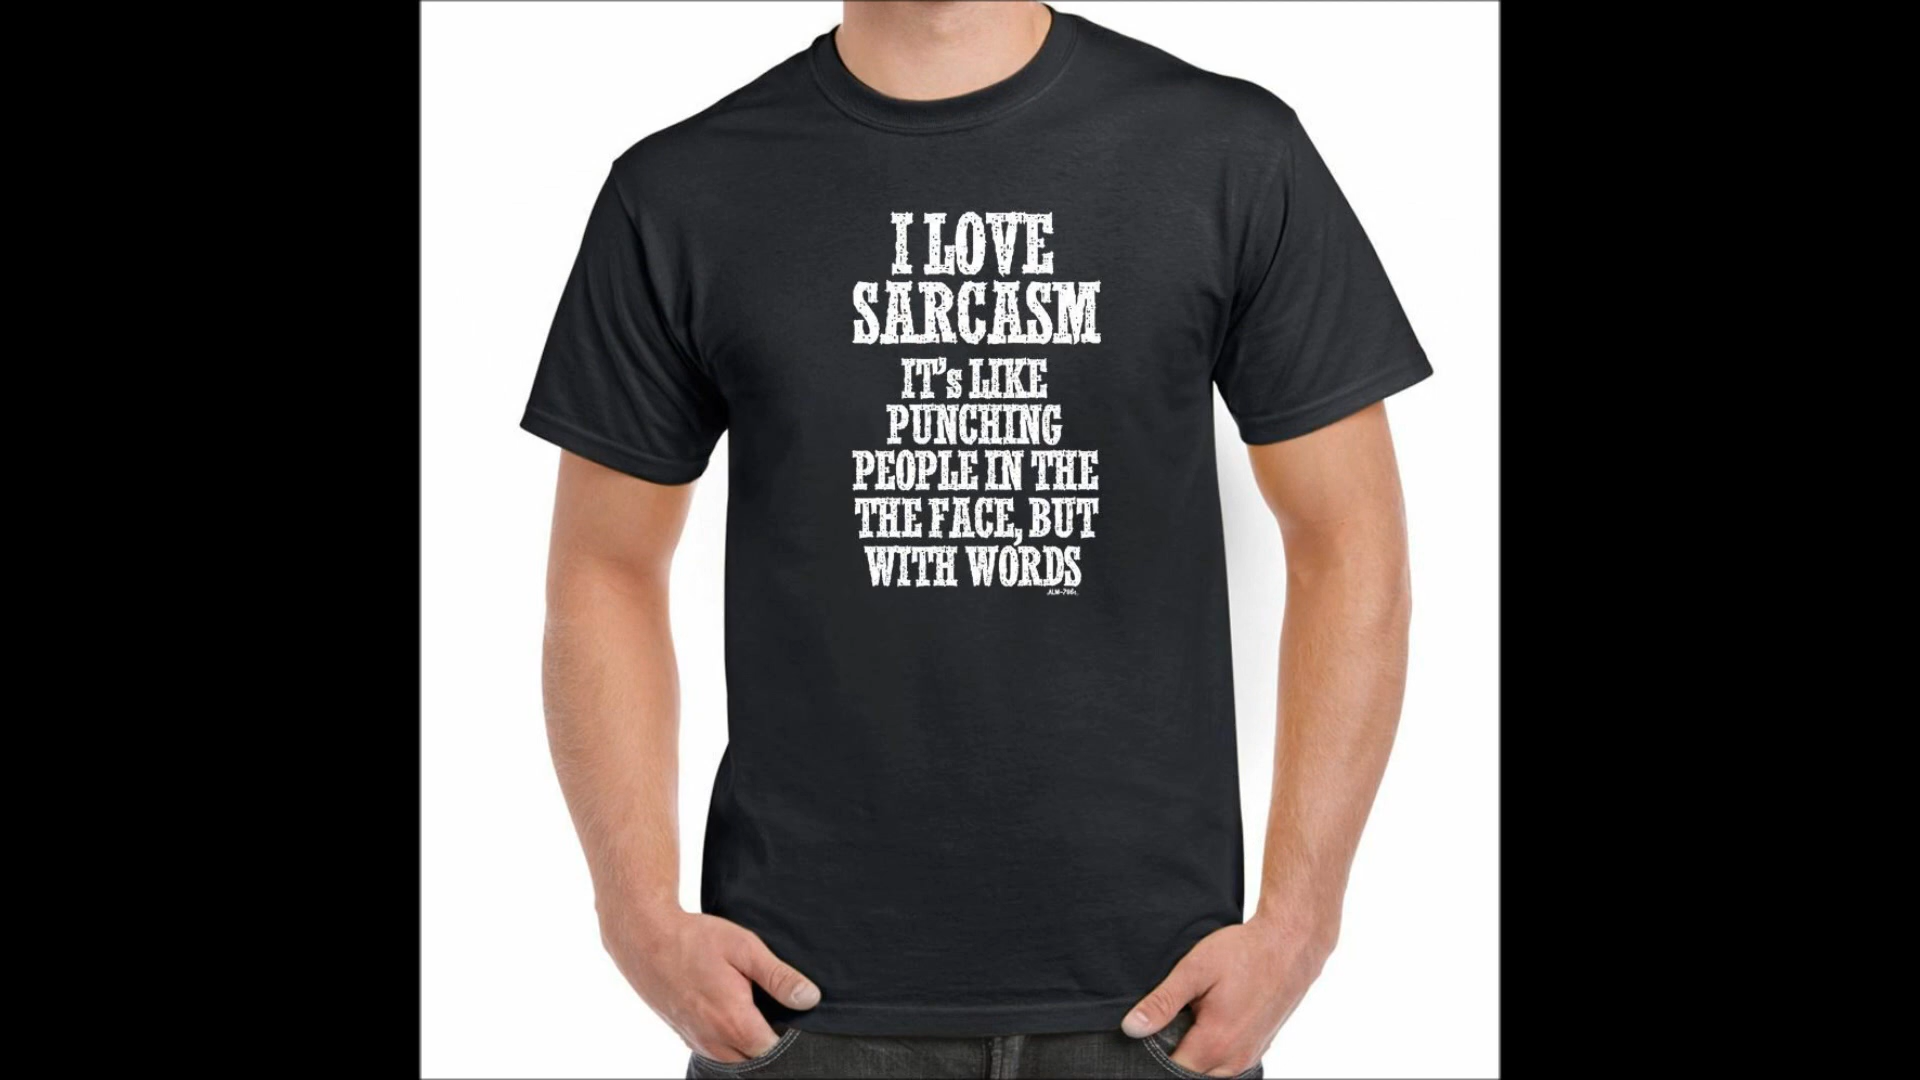 I LOVE
SARCASM
IT's LIKE
PUNCHING
PEOPLE IN THE
THE FACE, BUT
WITH WORDS